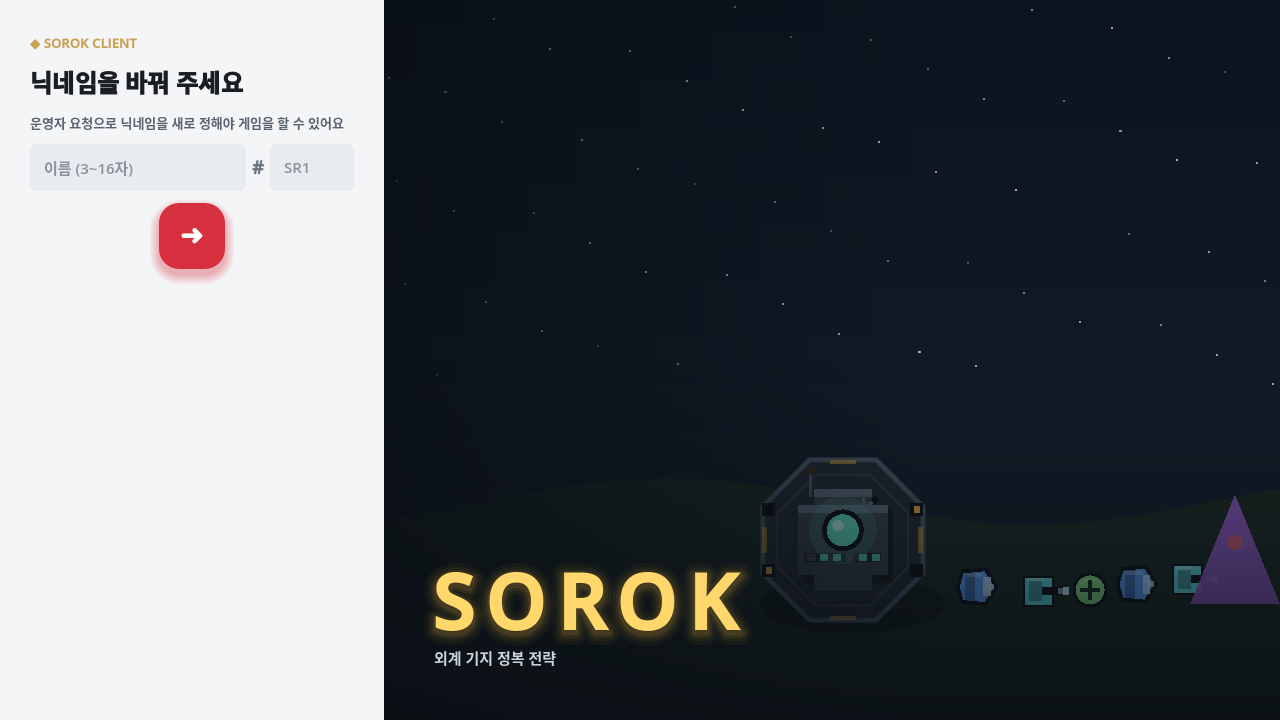 ◆ SOROK CLIENT
닉네임을 바꿔 주세요
운영자 요청으로 닉네임을 새로 정해야 게임을 할 수 있어요
이름 (3~16자) # SR1
➜
SOROK
외계 기지 정복 전략